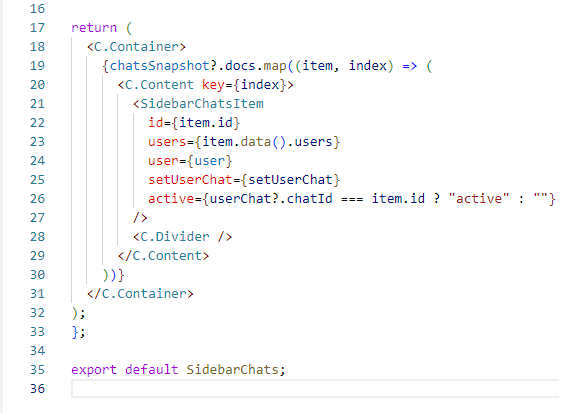 16
17 return (
18 <C.Container>
19 {chatsSnapshot?.docs.map((item, index) => (
20 <C.Content key={index}>
21 <SidebarChatsItem
22 id={item.id}
23 users={item.data().users}
24 user={user}
25 setUserChat={setUserChat}
26 active={userChat?.chatId === item.id ? "active" : ""}
27 />
28 <C.Divider />
29 </C.Content>
30 ))}
31 </C.Container>
32 );
33 };
34
35 export default SidebarChats;
36